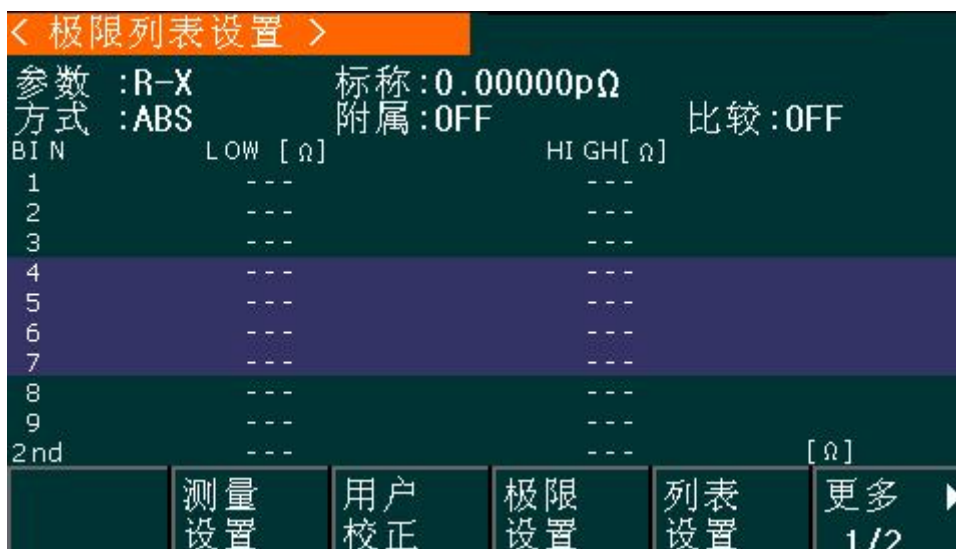 < 极限列表设置 >
参数 :R-X 标称:0.00000pΩ
方式 :ABS 附属:OFF 比较:OFF
BIN LOW [Ω] HIGH[Ω]
1 --- ---
2 --- ---
3 --- ---
4 --- ---
5 --- ---
6 --- ---
7 --- ---
8 --- ---
9 --- ---
2nd --- --- [Ω]
测量 用户 极限 列表 更多
设置 校正 设置 设置 1/2